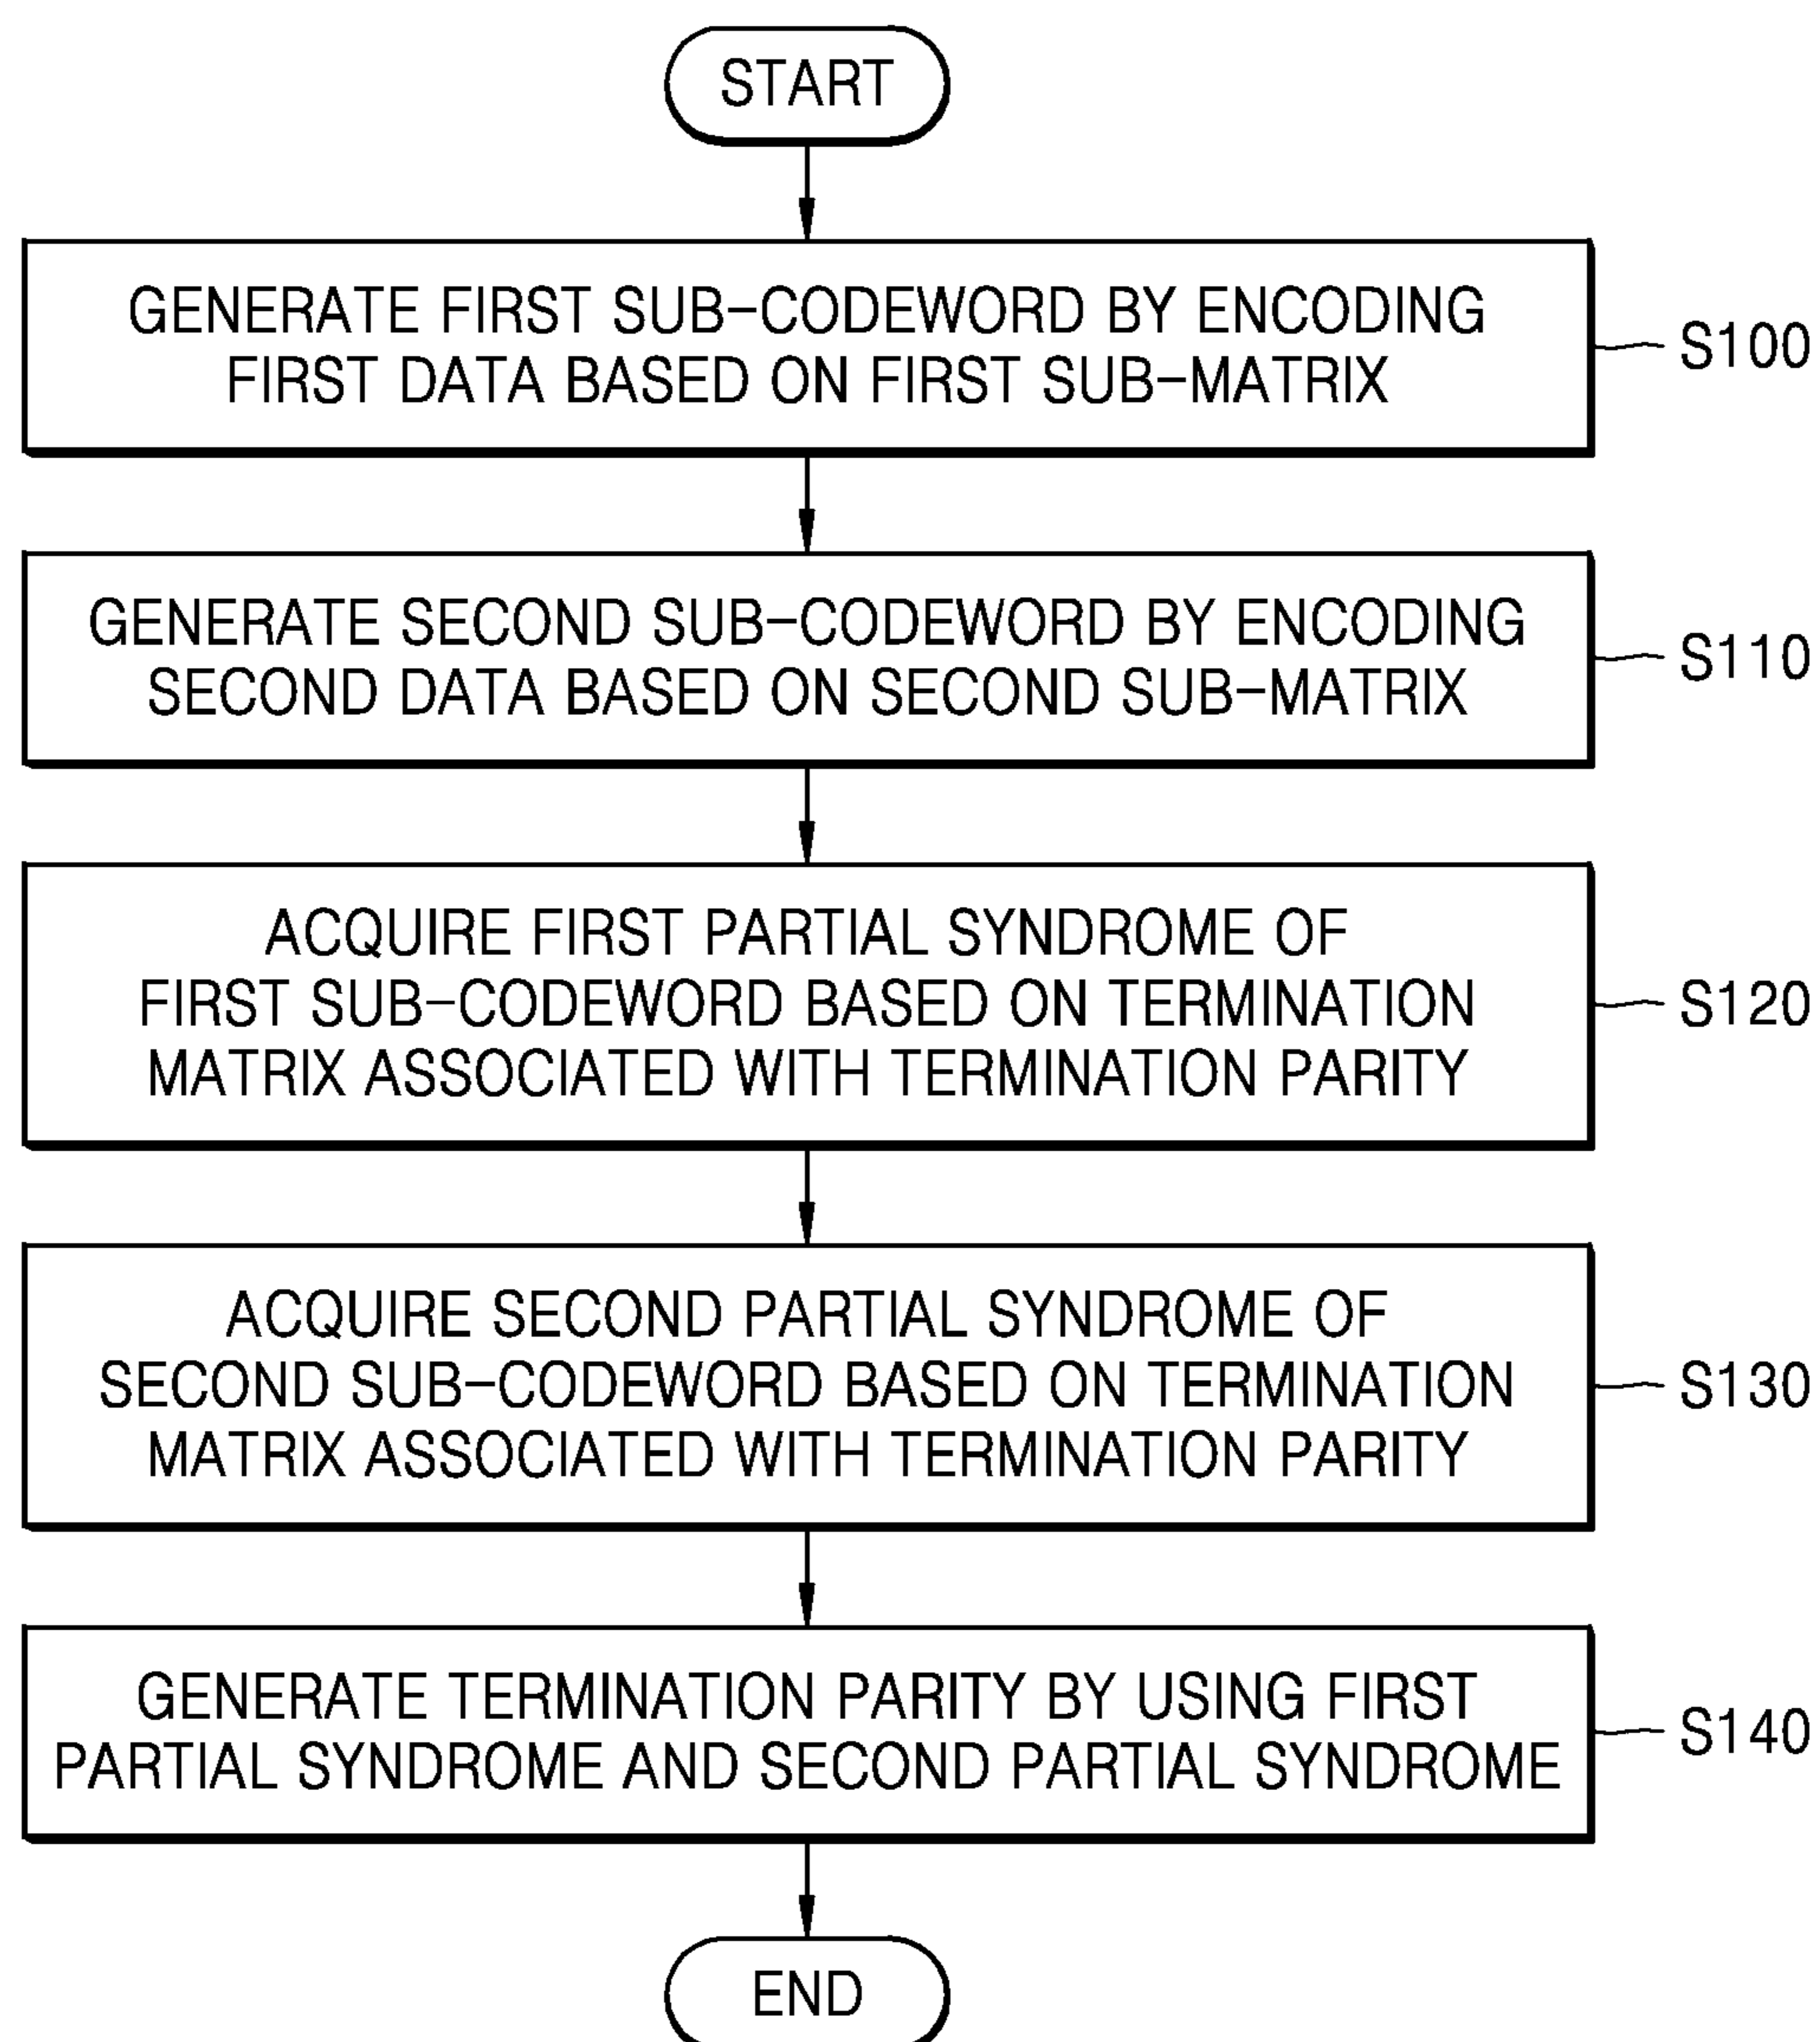 START
GENERATE FIRST SUB-CODEWORD BY ENCODING
FIRST DATA BASED ON FIRST SUB-MATRIX
S100
GENERATE SECOND SUB-CODEWORD BY ENCODING
SECOND DATA BASED ON SECOND SUB-MATRIX
S110
ACQUIRE FIRST PARTIAL SYNDROME OF
FIRST SUB-CODEWORD BASED ON TERMINATION
MATRIX ASSOCIATED WITH TERMINATION PARITY
S120
ACQUIRE SECOND PARTIAL SYNDROME OF
SECOND SUB-CODEWORD BASED ON TERMINATION
MATRIX ASSOCIATED WITH TERMINATION PARITY
S130
GENERATE TERMINATION PARITY BY USING FIRST
PARTIAL SYNDROME AND SECOND PARTIAL SYNDROME
S140
END